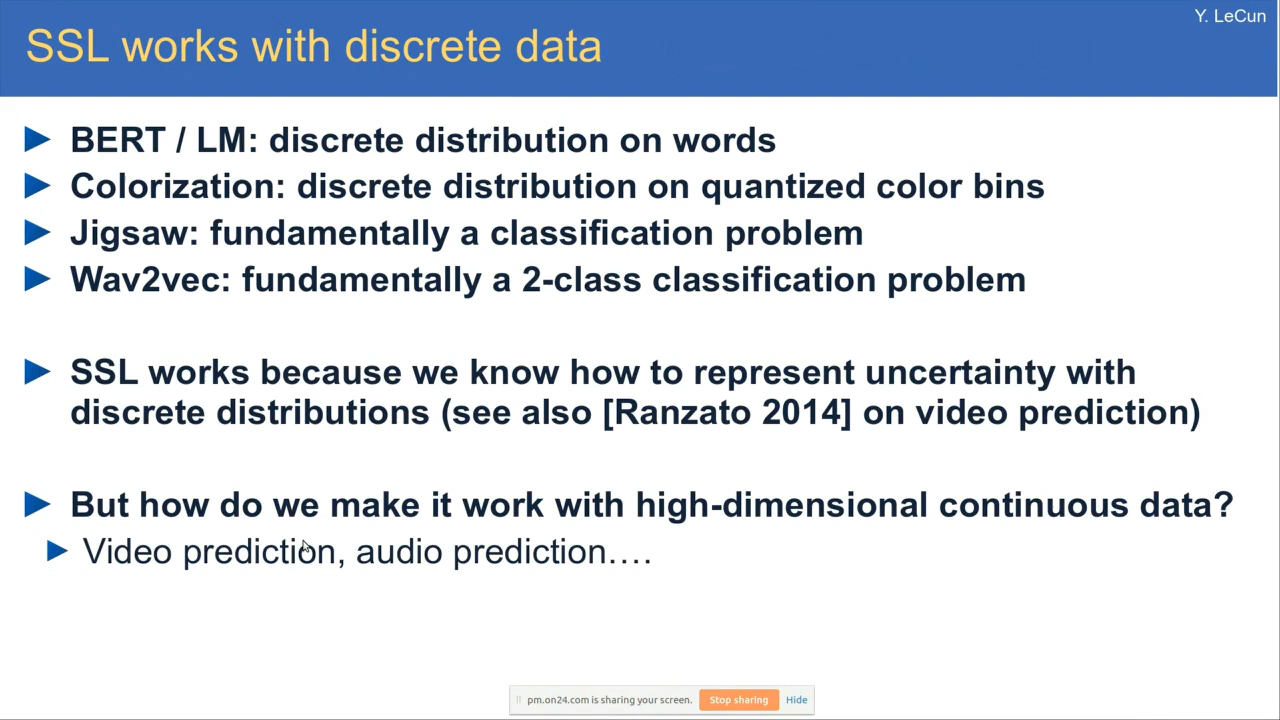 Y. LeCun
SSL works with discrete data
BERT / LM: discrete distribution on words
Colorization: discrete distribution on quantized color bins
Jigsaw: fundamentally a classification problem
Wav2vec: fundamentally a 2-class classification problem
SSL works because we know how to represent uncertainty with
discrete distributions (see also [Ranzato 2014] on video prediction)
But how do we make it work with high-dimensional continuous data?
Video prediction, audio prediction….
pm.on24.com is sharing your screen. Stop sharing Hide